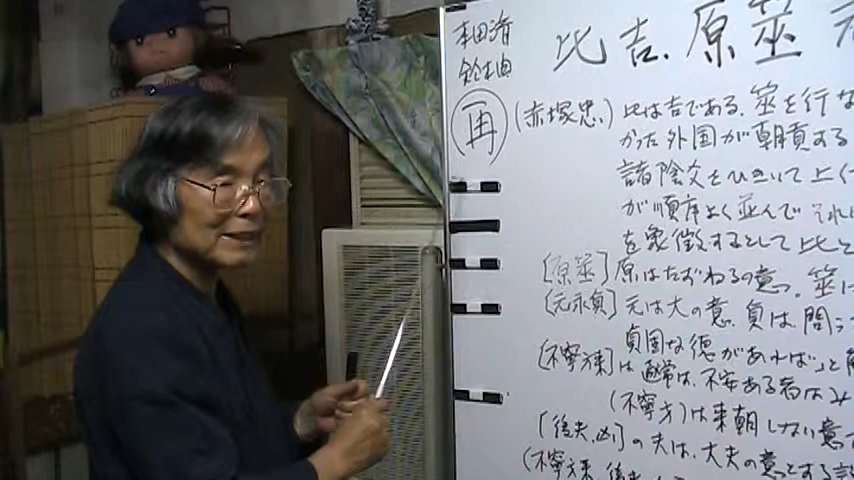 本田済
比吉. 原筮
再
(赤塚忠.) 比は吉である. 筮を行な
かった外国が朝貢する
諸陰爻をひきいて上く
が順序よく並んで それ
を象徴するとして 比と
[原筮] 原はたずねるの意. 筮は
[元永貞] 元は大の意. 貞は. 問う
貞固な徳があれば
[不寧方来] は通常は. 不安ある者は
(不寧方)は来朝しない意
「後夫.凶」の夫は. 大夫の意とする説
(不寧方来. 後夫